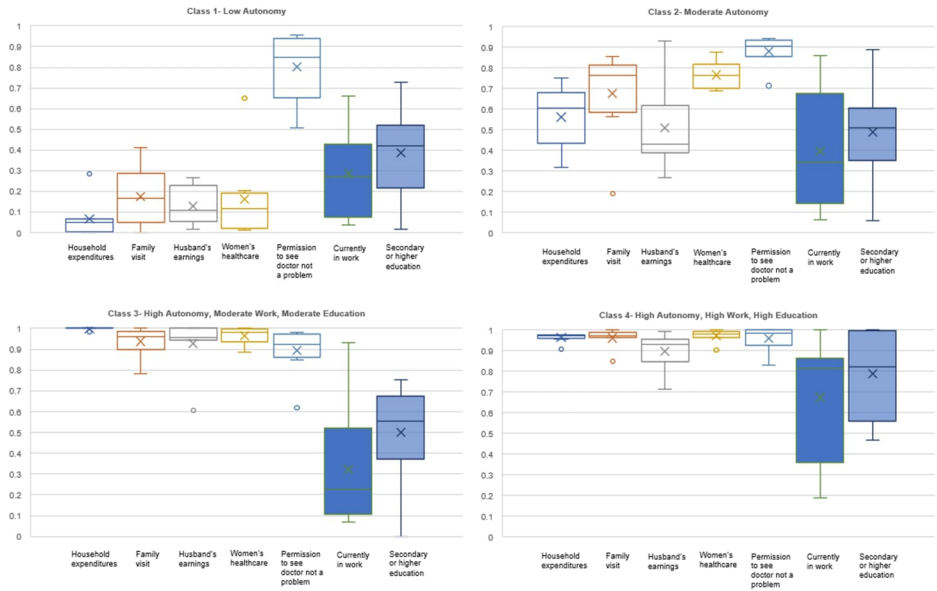 Class 1- Low Autonomy
1
0.9
0.8
0.7
0.6
0.5
0.4
0.3
0.2
0.1
0
Household
expenditures
Family
visit
Husband's
earnings
Women's
healthcare
Permission
to see
doctor not
a problem
Currently
in work
Secondary
or higher
education
Class 2- Moderate Autonomy
1
0.9
0.8
0.7
0.6
0.5
0.4
0.3
0.2
0.1
0
Household
expenditures
Family
visit
Husband's
earnings
Women's
healthcare
Permission
to see
doctor not a
problem
Currently
in work
Secondary
or higher
education
Class 3- High Autonomy, Moderate Work, Moderate Education
1
0.9
0.8
0.7
0.6
0.5
0.4
0.3
0.2
0.1
0
Household
expenditures
Family
visit
Husband's
earnings
Women's
healthcare
Permission
to see
doctor not a
problem
Currently
in work
Secondary
or higher
education
Class 4- High Autonomy, High Work, High Education
1
0.9
0.8
0.7
0.6
0.5
0.4
0.3
0.2
0.1
0
Household
expenditures
Family
visit
Husband's
earnings
Women's
healthcare
Permission
to see
doctor not a
problem
Currently
in work
Secondary
or higher
education